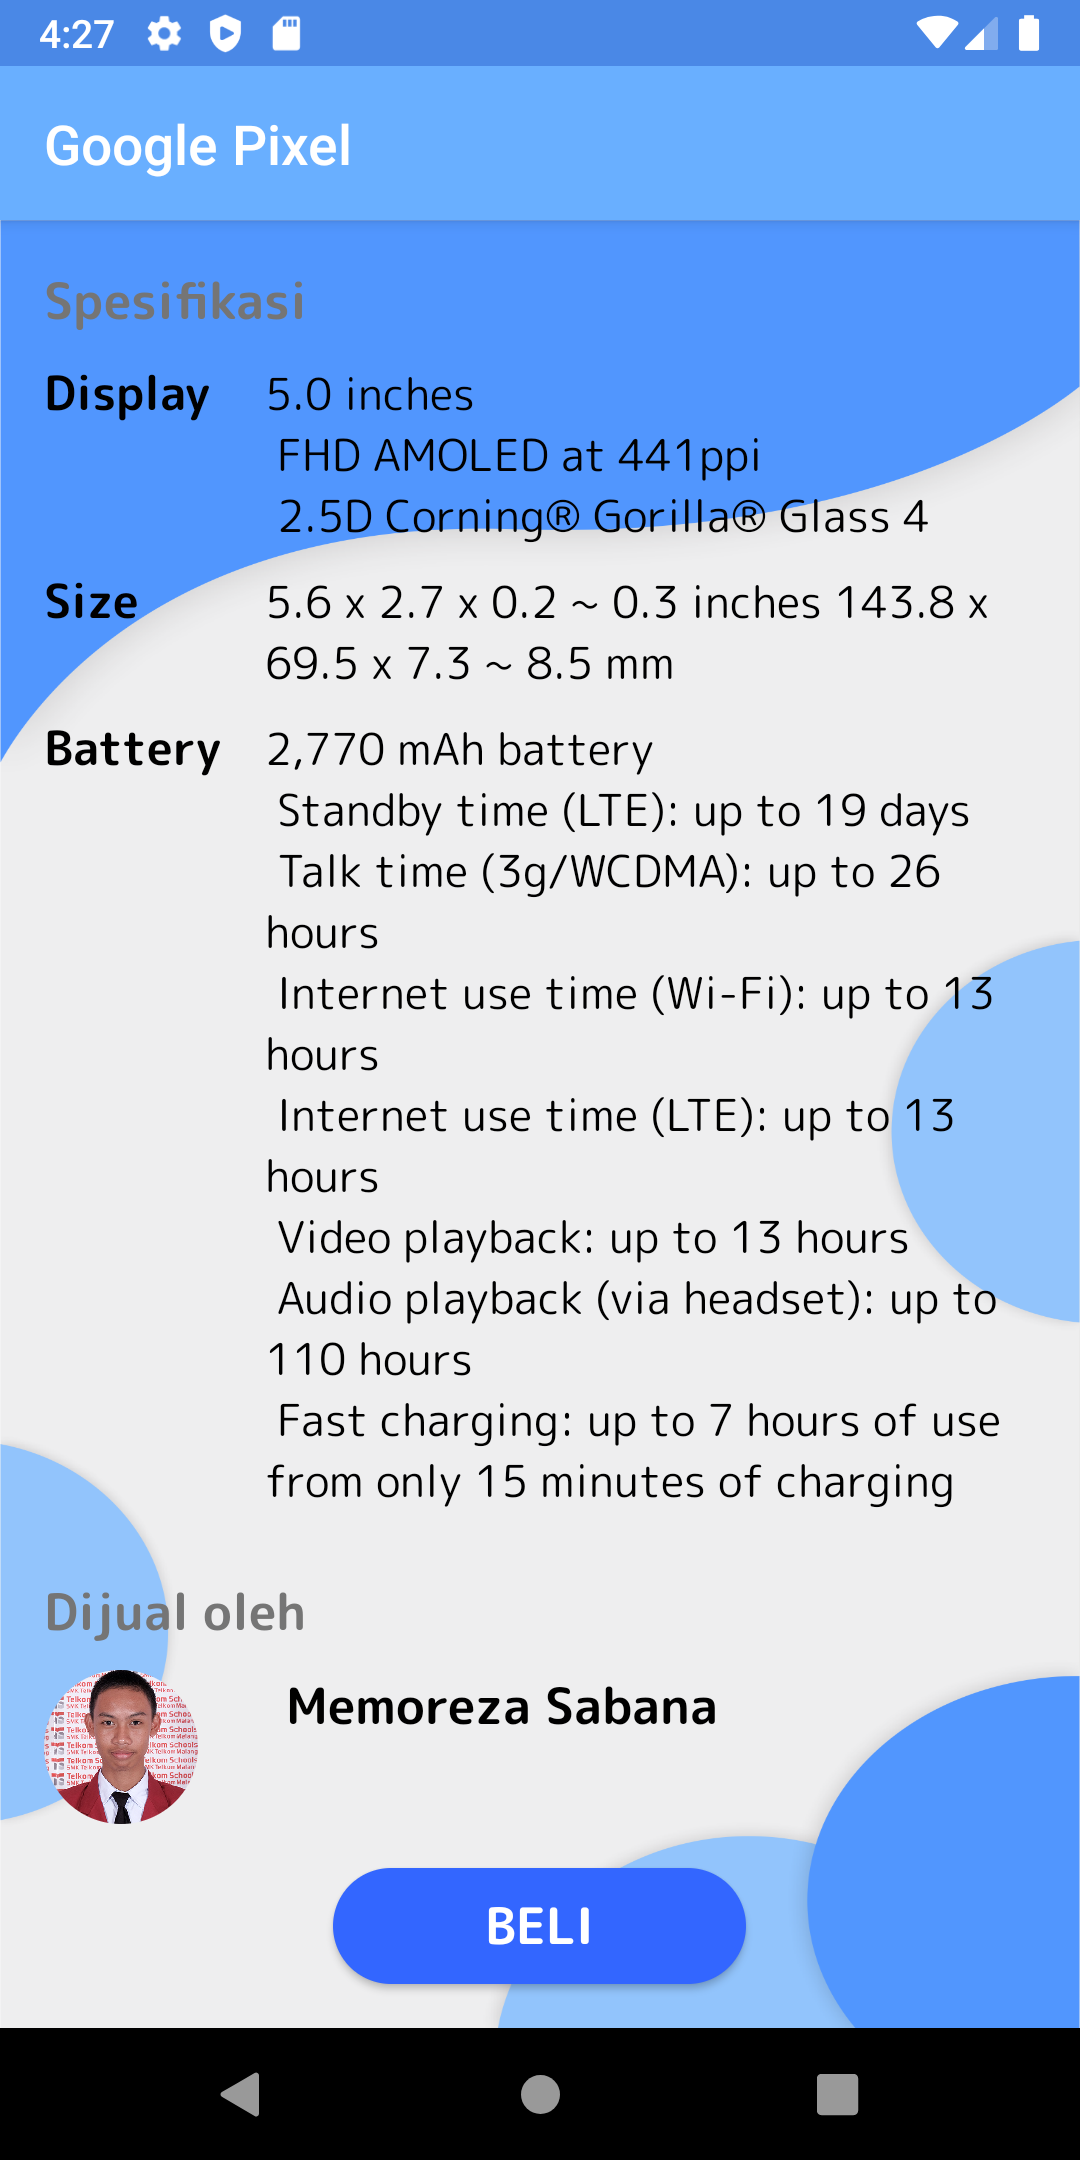 4:27
Google Pixel
Spesifikasi
Display
5.0 inches
FHD AMOLED at 441ppi
2.5D Corning® Gorilla® Glass 4
Size
5.6 x 2.7 x 0.2 ~ 0.3 inches 143.8 x
69.5 x 7.3 ~ 8.5 mm
Battery
2,770 mAh battery
Standby time (LTE): up to 19 days
Talk time (3g/WCDMA): up to 26
hours
Internet use time (Wi-Fi): up to 13
hours
Internet use time (LTE): up to 13
hours
Video playback: up to 13 hours
Audio playback (via headset): up to
110 hours
Fast charging: up to 7 hours of use
from only 15 minutes of charging
Dijual oleh
Memoreza Sabana
BELI